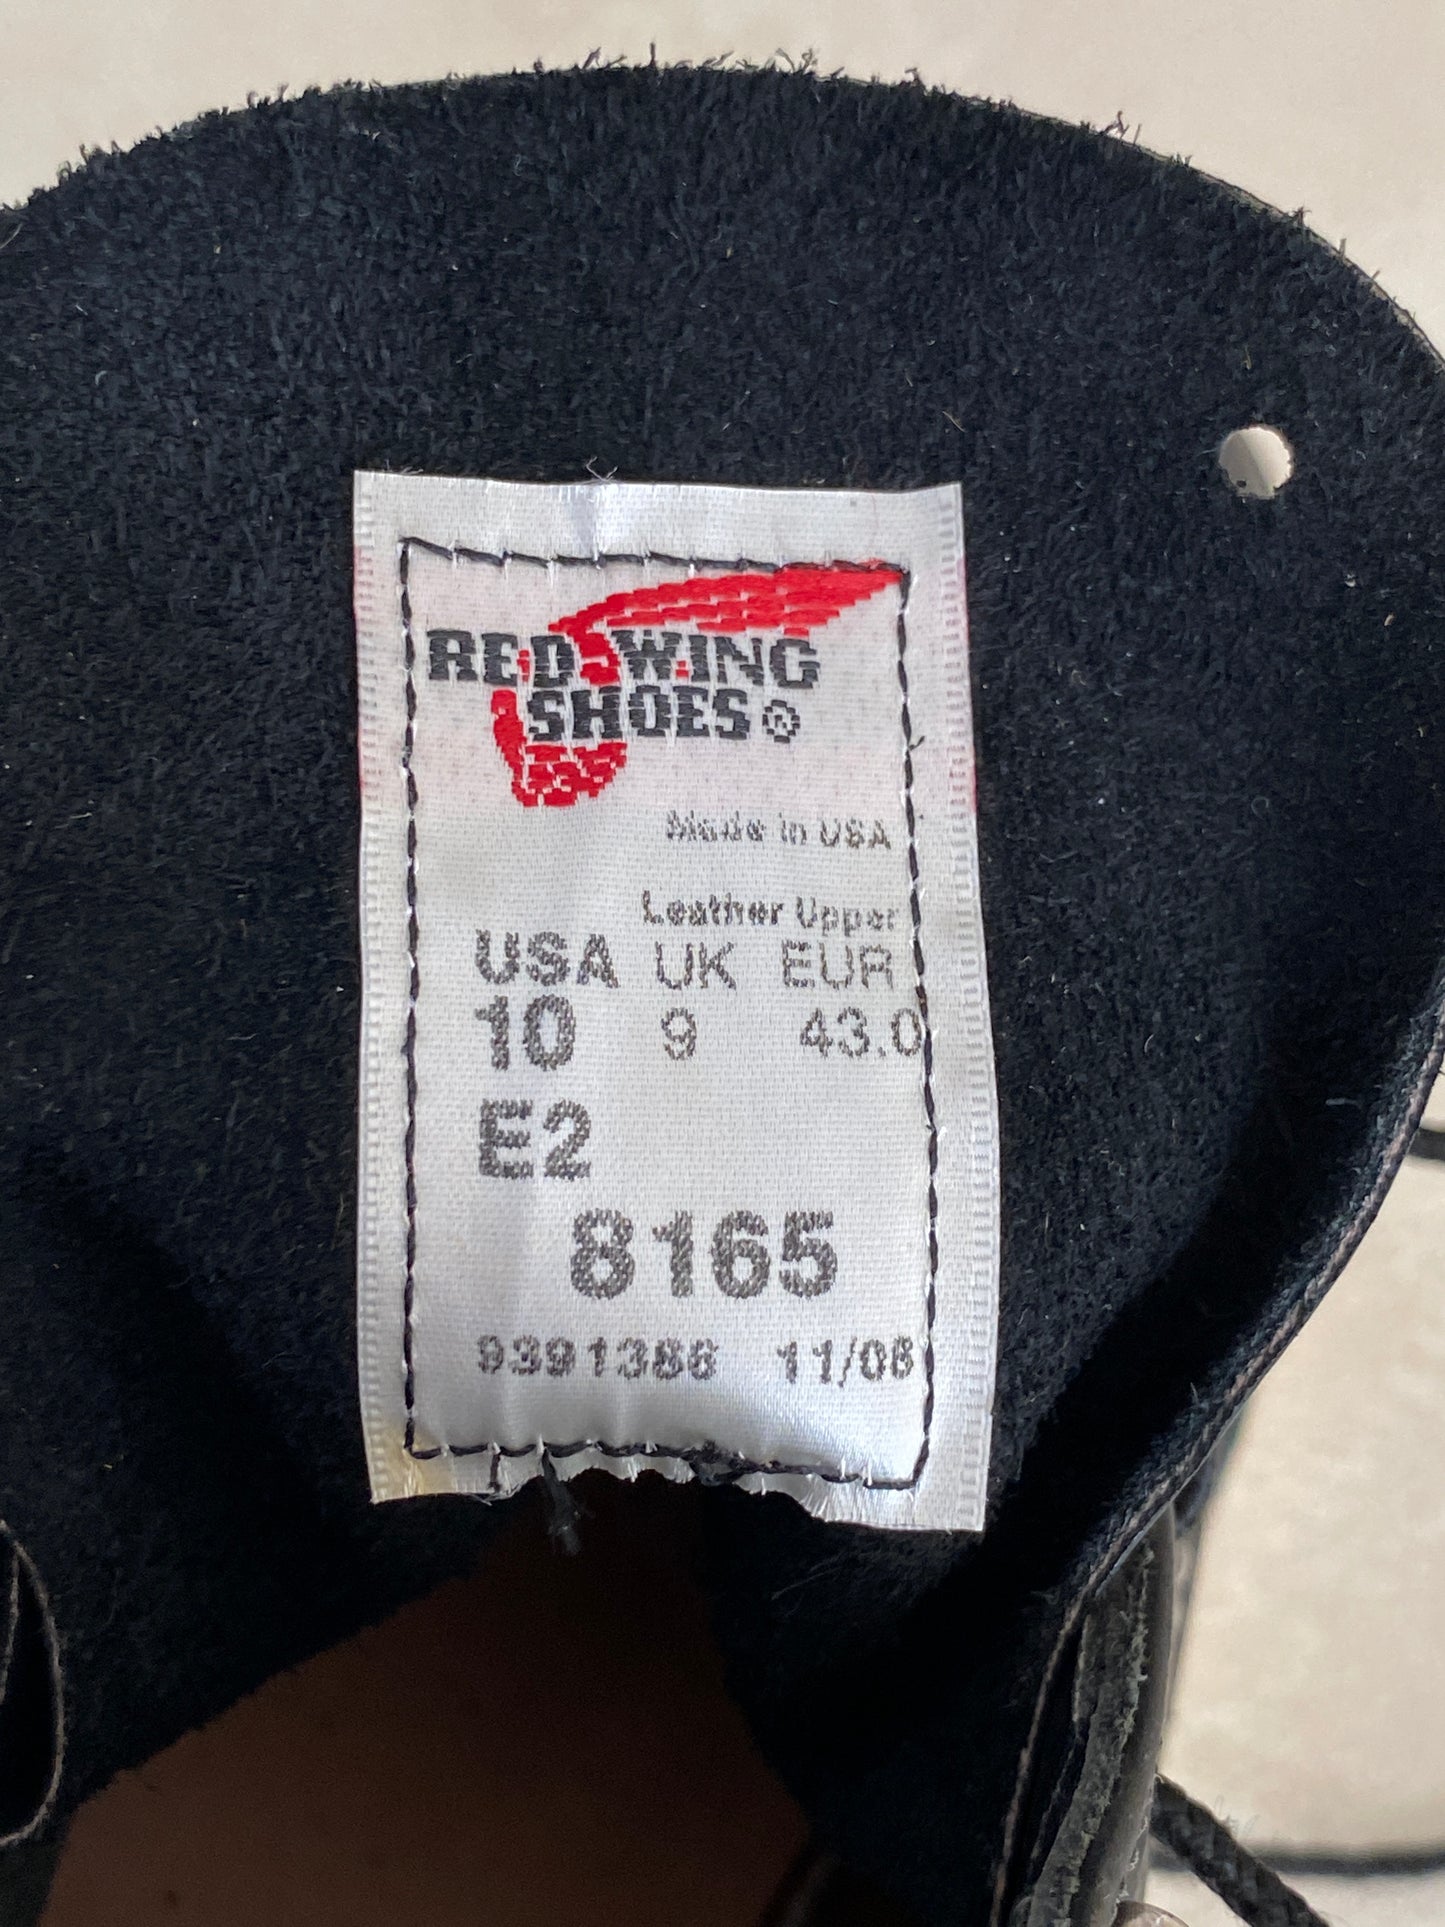 RED WING
SHOES®
Made in USA
Leather Upper
USA UK EUR
10 9 43.0
E2
8165
9391386 11/08